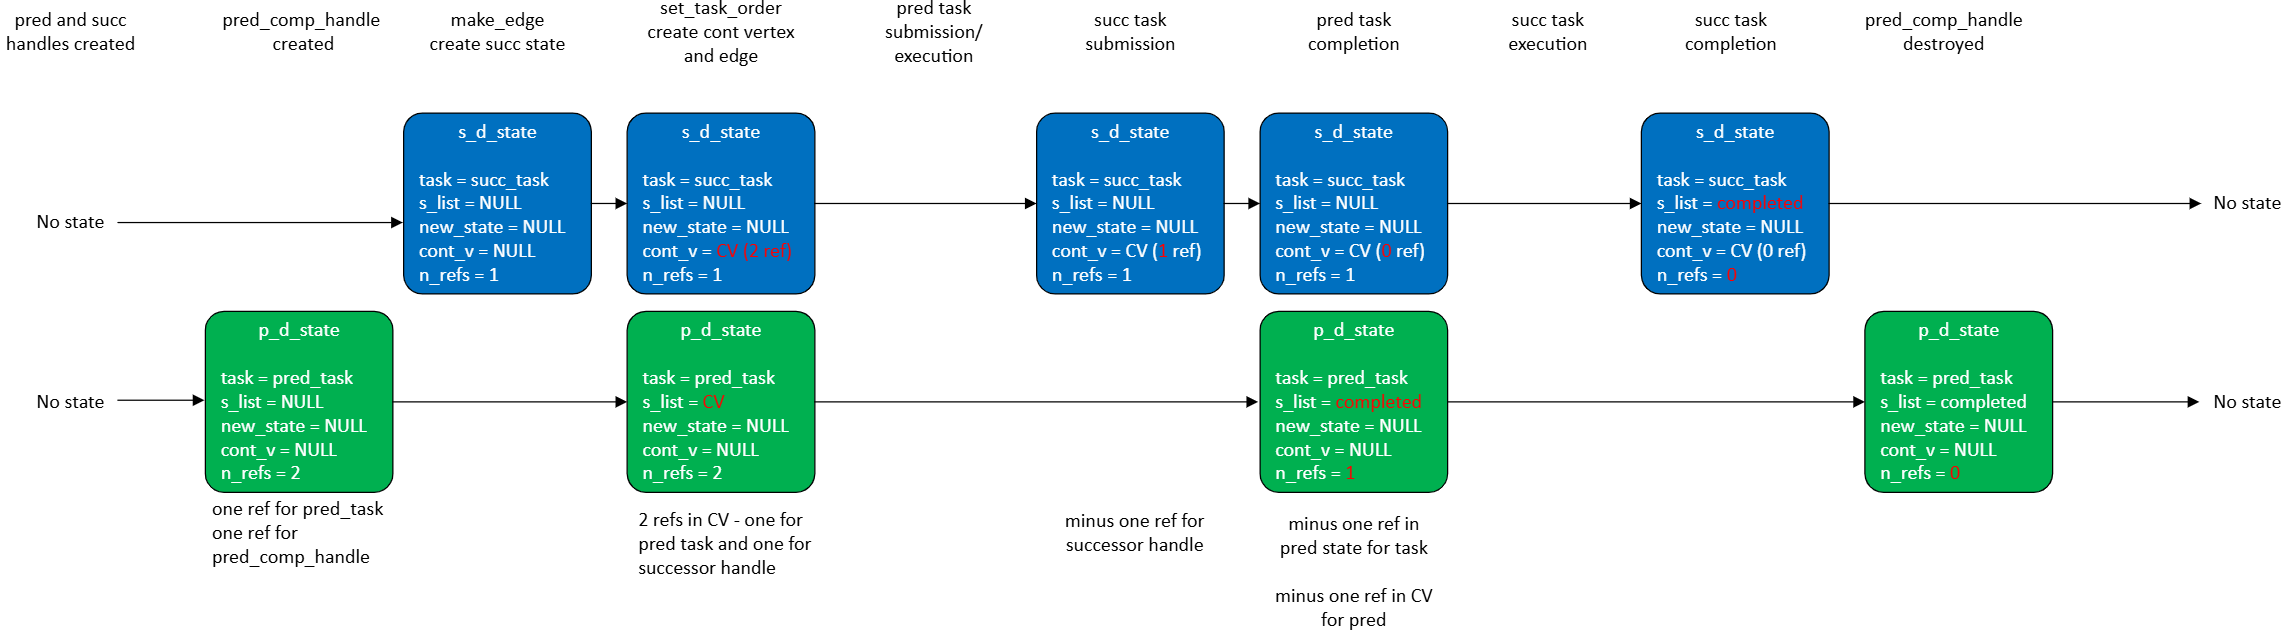 pred and succ
handles created
pred_comp_handle
created
make_edge
create succ state
set_task_order
create cont vertex
and edge
pred task
submission/
execution
succ task
submission
pred task
completion
succ task
execution
succ task
completion
pred_comp_handle
destroyed
No state
s_d_state
task = succ_task
s_list = NULL
new_state = NULL
cont_v = NULL
n_refs = 1
s_d_state
task = succ_task
s_list = NULL
new_state = NULL
cont_v = CV (2 ref)
n_refs = 1
s_d_state
task = succ_task
s_list = NULL
new_state = NULL
cont_v = CV (1 ref)
n_refs = 1
s_d_state
task = succ_task
s_list = NULL
new_state = NULL
cont_v = CV (0 ref)
n_refs = 1
s_d_state
task = succ_task
s_list = completed
new_state = NULL
cont_v = CV (0 ref)
n_refs = 0
No state
No state
p_d_state
task = pred_task
s_list = NULL
new_state = NULL
cont_v = NULL
n_refs = 2
p_d_state
task = pred_task
s_list = CV
new_state = NULL
cont_v = NULL
n_refs = 2
p_d_state
task = pred_task
s_list = completed
new_state = NULL
cont_v = NULL
n_refs = 1
p_d_state
task = pred_task
s_list = completed
new_state = NULL
cont_v = NULL
n_refs = 0
No state
one ref for pred_task
one ref for
pred_comp_handle
2 refs in CV - one for
pred task and one for
successor handle
minus one ref for
successor handle
minus one ref in
pred state for task
minus one ref in CV
for pred